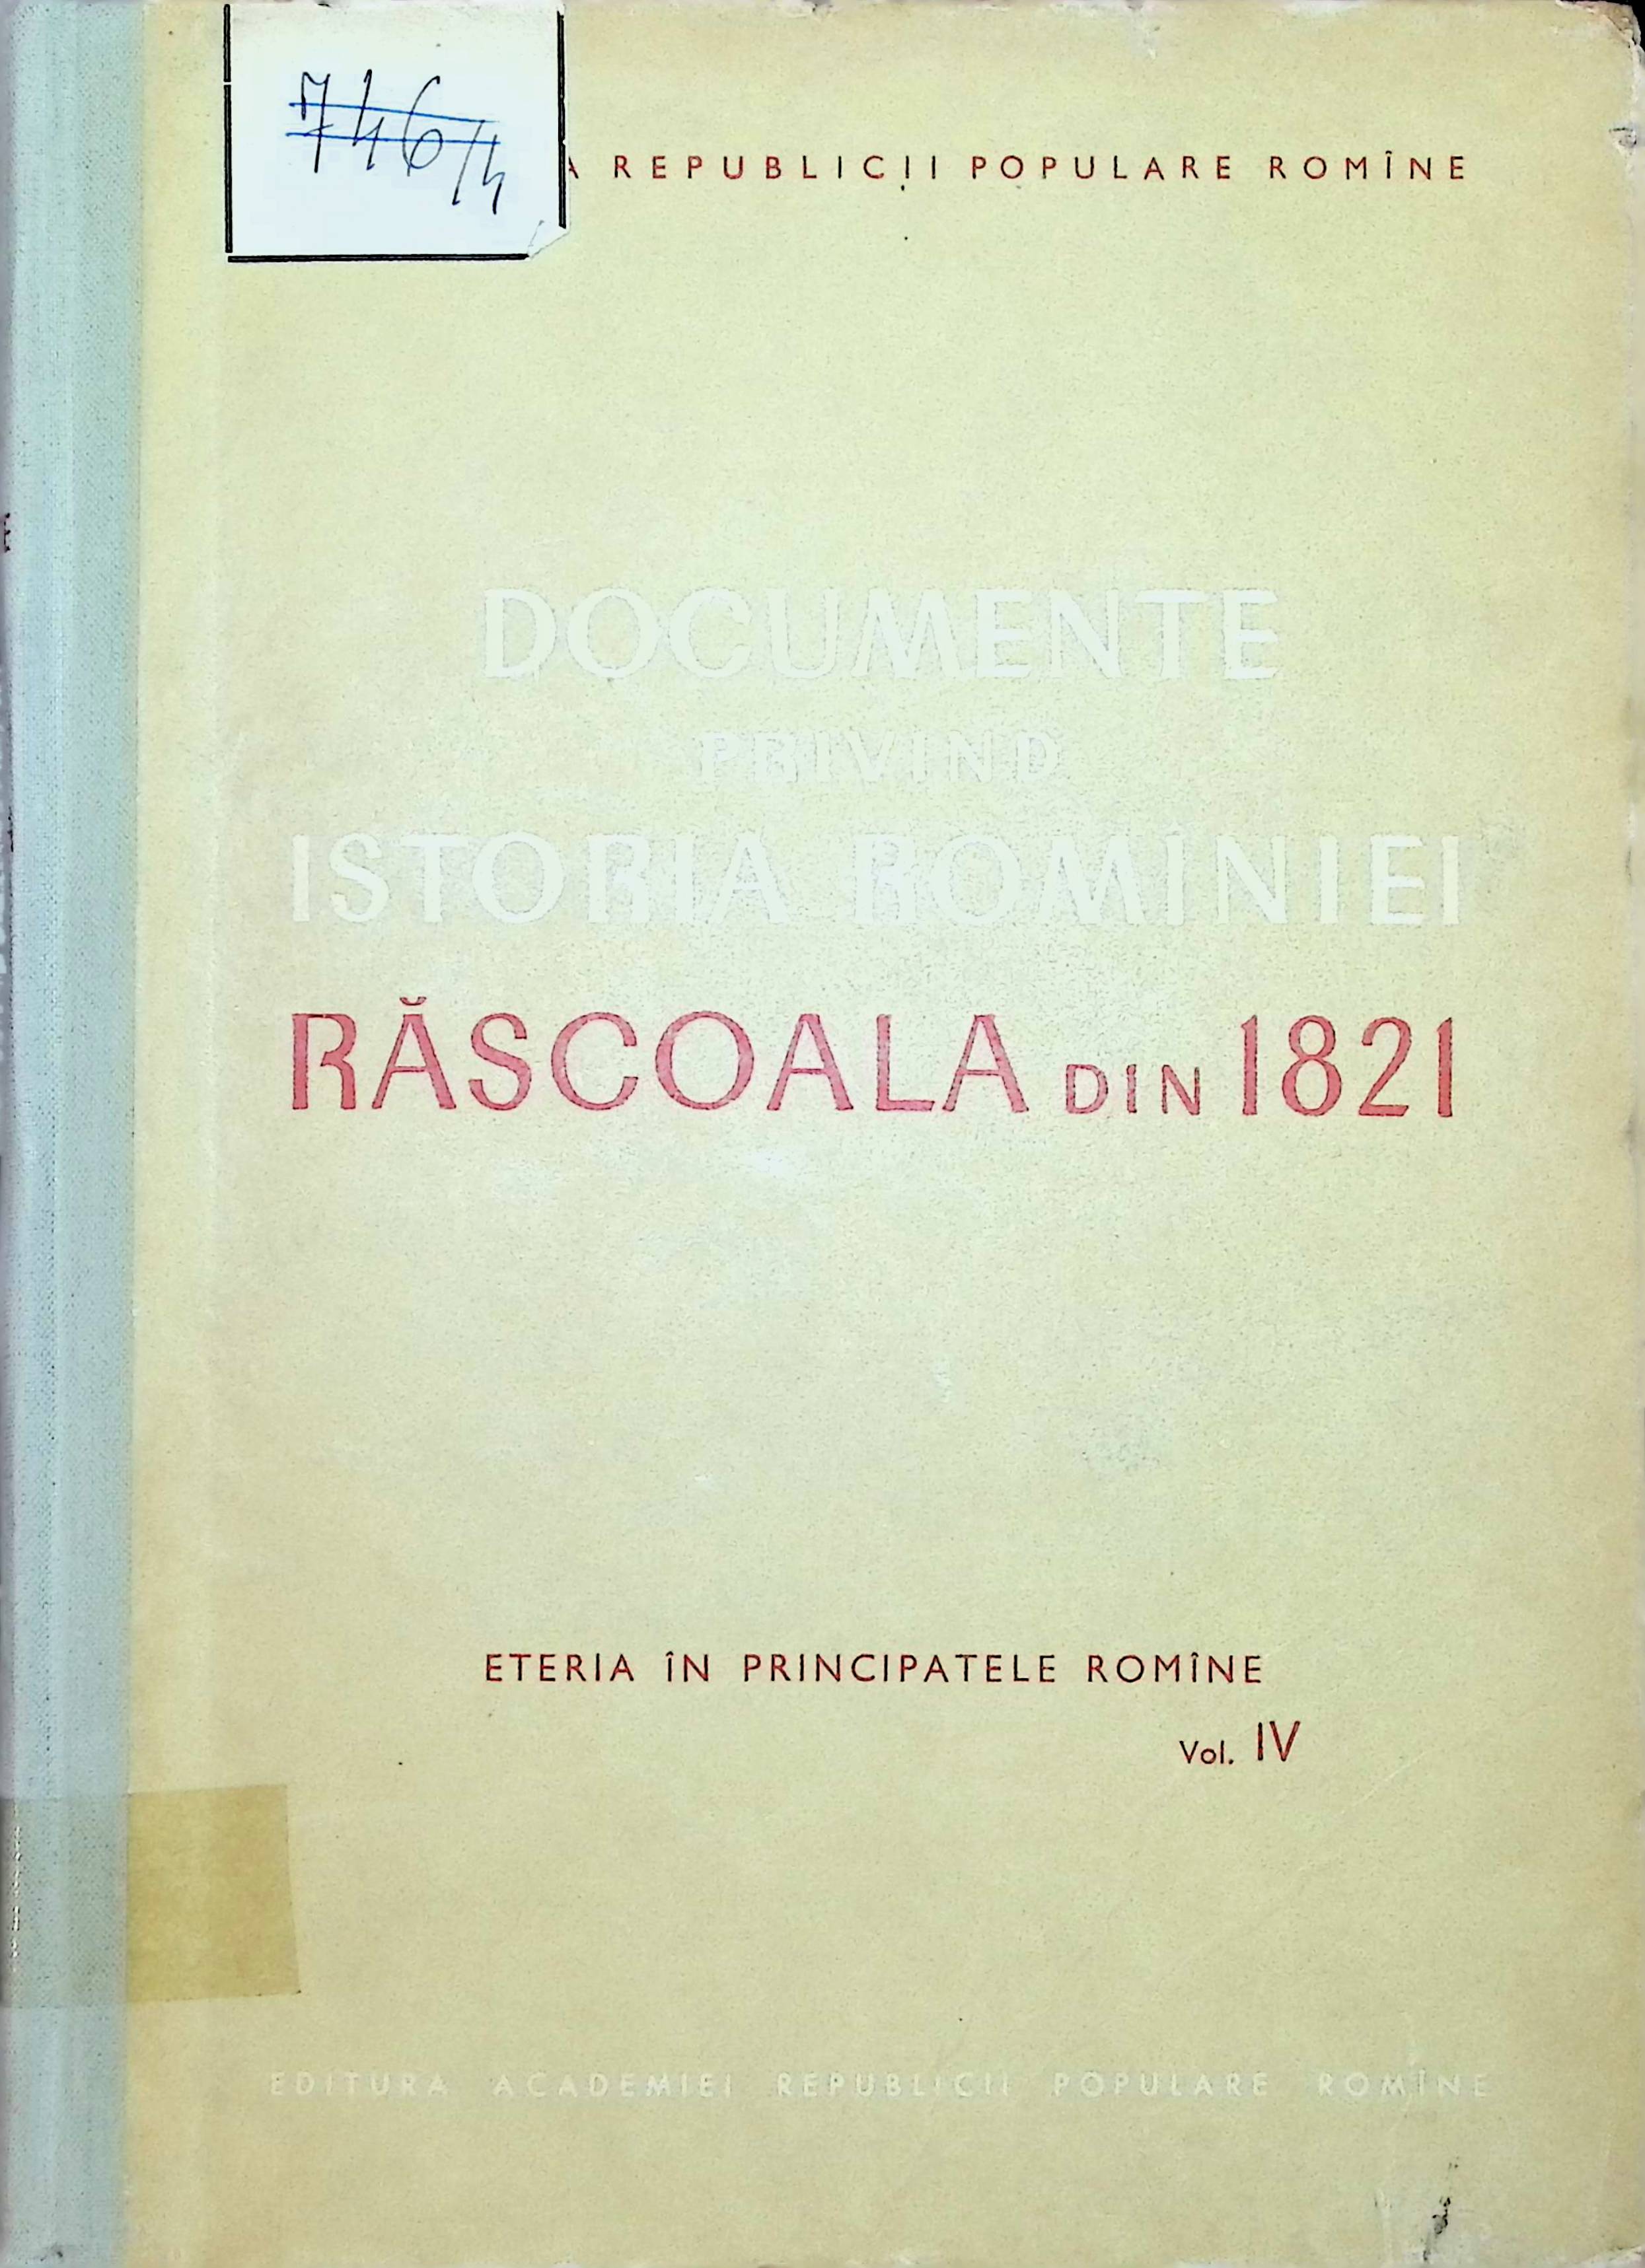 746/4
A REPUBLICII POPULARE ROMÎNE
DOCUMENTE
PRIVIND
ISTORIA ROMÎNIEI
RĂSCOALA DIN 1821
ETERIA ÎN PRINCIPATELE ROMÎNE
Vol. IV
EDITURA ACADEMIEI REPUBLICII POPULARE ROMÎNE